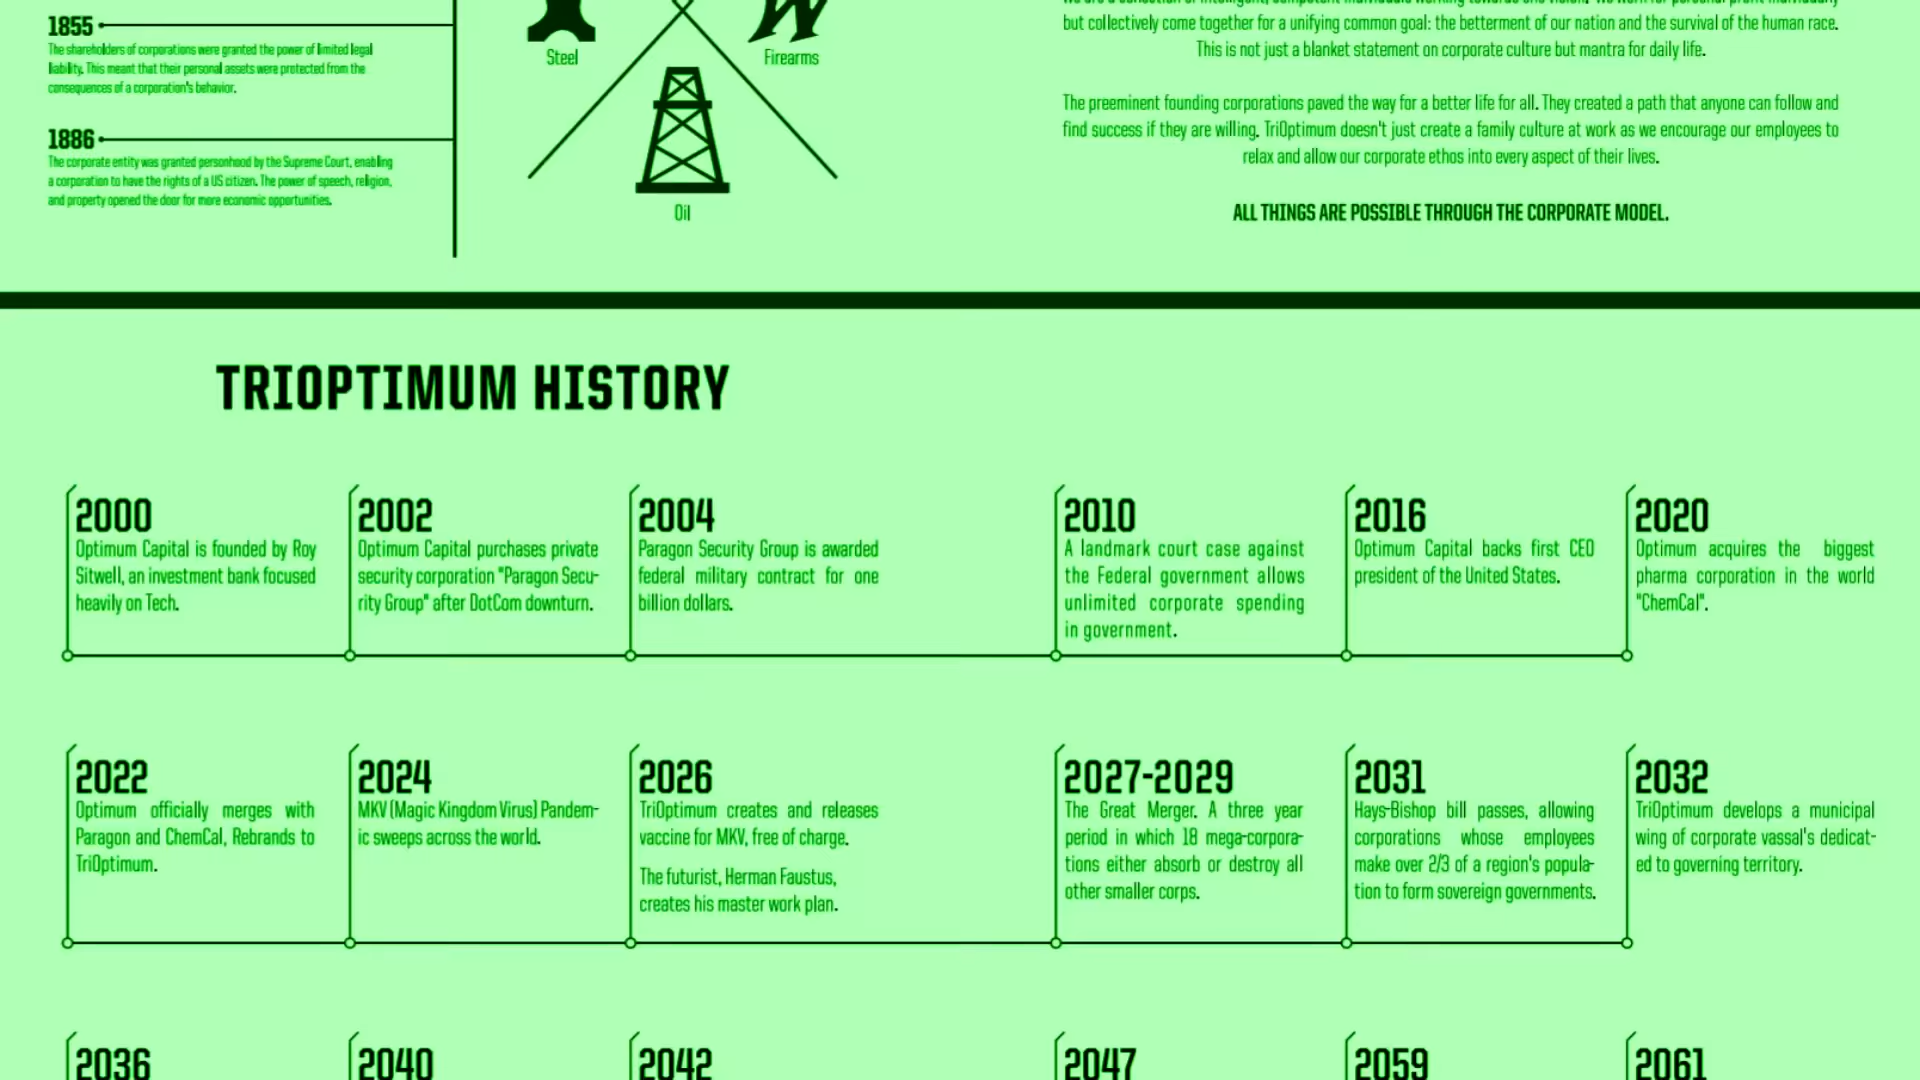 1855
The shareholders of corporations were granted the power of limited legal
liability. This meant that their personal assets were protected from the
consequences of a corporation's behavior.
1886
The corporate entity was granted personhood by the Supreme Court, enabling
a corporation to have the rights of a US citizen. The power of speech, religion,
and property opened the door for more economic opportunities.
Steel
Firearms
Oil
but collectively come together for a unifying common goal: the betterment of our nation and the survival of the human race.
This is not just a blanket statement on corporate culture but mantra for daily life.
The preeminent founding corporations paved the way for a better life for all. They created a path that anyone can follow and
find success if they are willing. TriOptimum doesn't just create a family culture at work as we encourage our employees to
relax and allow our corporate ethos into every aspect of their lives.
ALL THINGS ARE POSSIBLE THROUGH THE CORPORATE MODEL.
TRIOPTIMUM HISTORY
2000
Optimum Capital is founded by Roy
Sitwell, an investment bank focused
heavily on Tech.
2002
Optimum Capital purchases private
security corporation "Paragon Secu-
rity Group" after DotCom downturn.
2004
Paragon Security Group is awarded
federal military contract for one
billion dollars.
2010
A landmark court case against
the Federal government allows
unlimited corporate spending
in government.
2016
Optimum Capital backs first CEO
president of the United States.
2020
Optimum acquires the biggest
pharma corporation in the world
"ChemCal".
2022
Optimum officially merges with
Paragon and ChemCal, Rebrands to
TriOptimum.
2024
MKV (Magic Kingdom Virus) Pandem-
ic sweeps across the world.
2026
TriOptimum creates and releases
vaccine for MKV, free of charge.
The futurist, Herman Faustus,
creates his master work plan.
2027-2029
The Great Merger. A three year
period in which 18 mega-corpora-
tions either absorb or destroy all
other smaller corps.
2031
Hays-Bishop bill passes, allowing
corporations whose employees
make over 2/3 of a region's popula-
tion to form sovereign governments.
2032
TriOptimum develops a municipal
wing of corporate vassal's dedicat-
ed to governing territory.
2036
2040
2042
2047
2059
2061